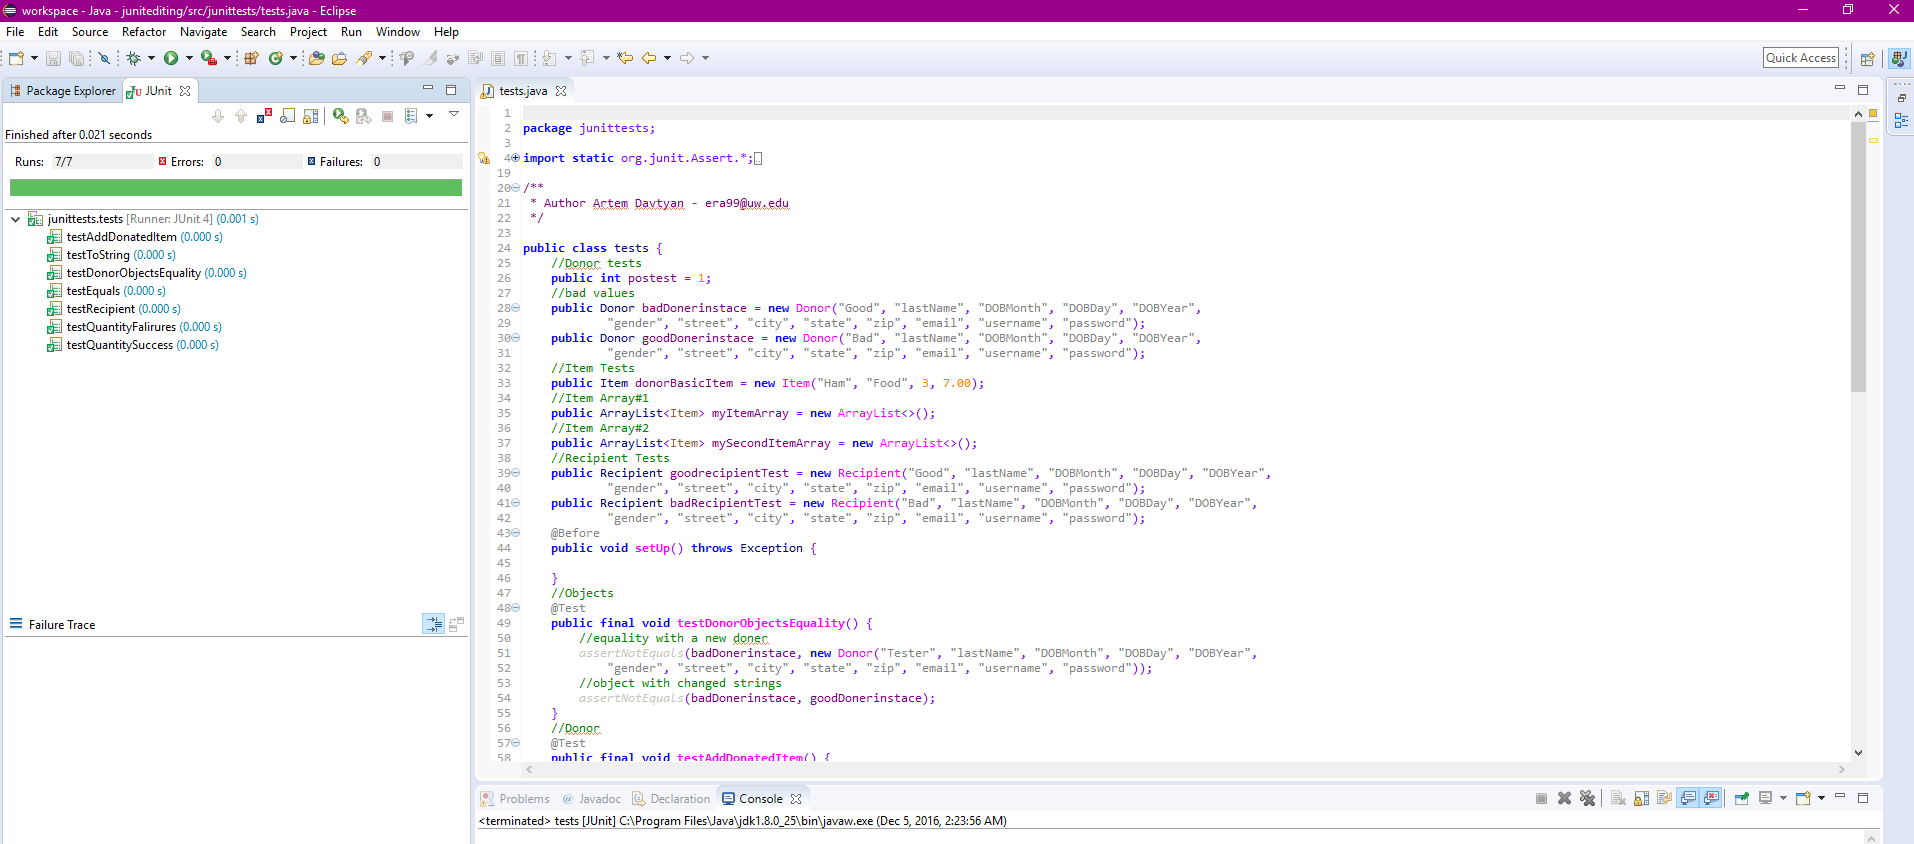 workspace - Java - junitediting/src/junittests/tests.java - Eclipse
File Edit Source Refactor Navigate Search Project Run Window Help
Quick Access
Package Explorer JUnit
Finished after 0.021 seconds
Runs: 7/7 Errors: 0 Failures: 0
junittests.tests [Runner: JUnit 4] (0.001 s)
testAddDonatedItem (0.000 s)
testToString (0.000 s)
testDonorObjectsEquality (0.000 s)
testEquals (0.000 s)
testRecipient (0.000 s)
testQuantityFalirures (0.000 s)
testQuantitySuccess (0.000 s)
Failure Trace
tests.java
1
2 package junittests;
3
4 import static org.junit.Assert.*;
19
20 /**
21 * Author Artem Davtyan - era99@uw.edu
22 */
23
24 public class tests {
25 //Donor tests
26 public int postest = 1;
27 //bad values
28 public Donor badDonerinstace = new Donor("Good", "lastName", "DOBMonth", "DOBDay", "DOBYear",
29 "gender", "street", "city", "state", "zip", "email", "username", "password");
30 public Donor goodDonerinstace = new Donor("Bad", "lastName", "DOBMonth", "DOBDay", "DOBYear",
31 "gender", "street", "city", "state", "zip", "email", "username", "password");
32 //Item Tests
33 public Item donorBasicItem = new Item("Ham", "Food", 3, 7.00);
34 //Item Array#1
35 public ArrayList<Item> myItemArray = new ArrayList<>();
36 //Item Array#2
37 public ArrayList<Item> mySecondItemArray = new ArrayList<>();
38 //Recipient Tests
39 public Recipient goodrecipientTest = new Recipient("Good", "lastName", "DOBMonth", "DOBDay", "DOBYear",
40 "gender", "street", "city", "state", "zip", "email", "username", "password");
41 public Recipient badRecipientTest = new Recipient("Bad", "lastName", "DOBMonth", "DOBDay", "DOBYear",
42 "gender", "street", "city", "state", "zip", "email", "username", "password");
43 @Before
44 public void setUp() throws Exception {
45
46 }
47 //Objects
48 @Test
49 public final void testDonorObjectsEquality() {
50 //equality with a new doner
51 assertNotEquals(badDonerinstace, new Donor("Tester", "lastName", "DOBMonth", "DOBDay", "DOBYear",
52 "gender", "street", "city", "state", "zip", "email", "username", "password"));
53 //object with changed strings
54 assertNotEquals(badDonerinstace, goodDonerinstace);
55 }
56 //Donor
57 @Test
58 public final void testAddDonatedItem() {
Problems Javadoc Declaration Console
<terminated> tests [JUnit] C:\Program Files\Java\jdk1.8.0_25\bin\javaw.exe (Dec 5, 2016, 2:23:56 AM)